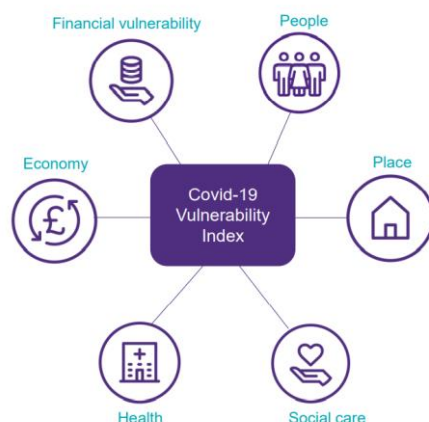 Financial vulnerability
People
Economy
Covid-19
Vulnerability
Index
Place
£
Health
Social care